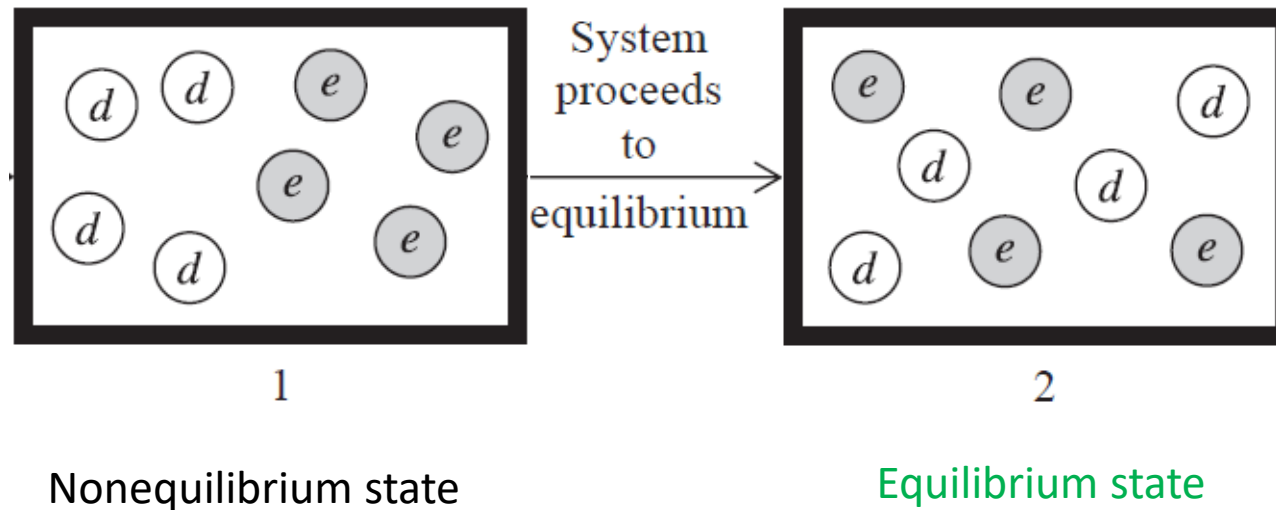 d d e e
e
d d e
System
proceeds
to
equilibrium
e e d
d d
d e e
1
2
Nonequilibrium state
Equilibrium state